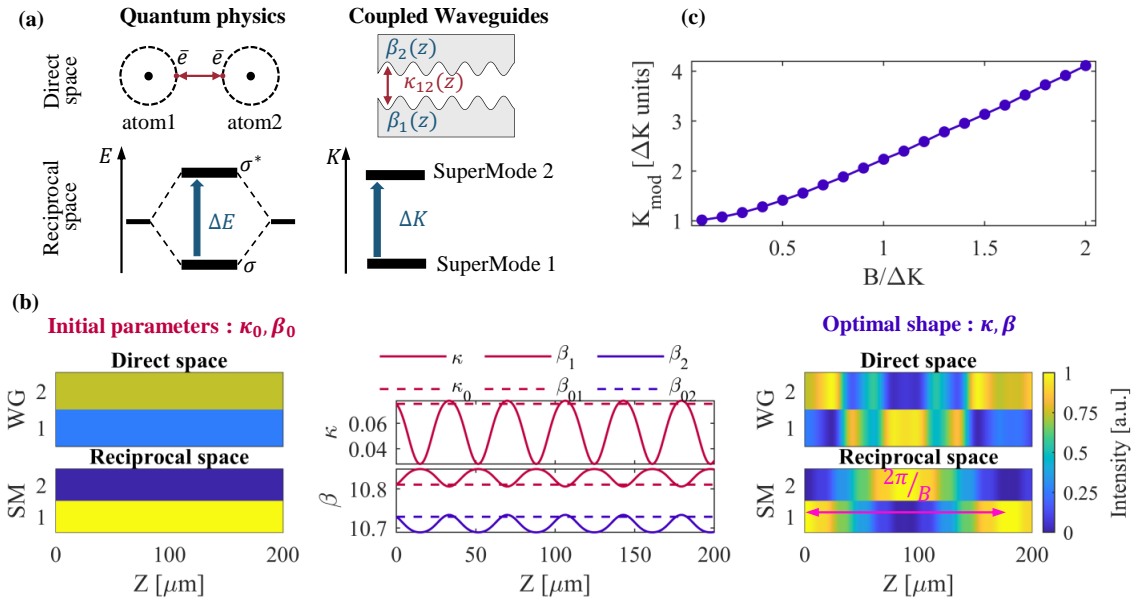 (a)
Quantum physics
Coupled Waveguides
Direct space
ē ē
atom1 atom2
β₂(z)
κ₁₂(z)
β₁(z)
Reciprocal space
E
σ*
ΔE
σ
K
SuperMode 2
ΔK
SuperMode 1
(c)
K_mod [ΔK units]
4
3
2
1
0.5 1 1.5 2
B/ΔK
(b)
Initial parameters : κ₀, β₀
Direct space
WG
2
1
Reciprocal space
SM
2
1
0 100 200
Z [μm]
κ β₁ β₂
κ₀ β₀₁ β₀₂
κ
0.06
0.04
β
10.8
10.7
0 50 100 150 200
Z [μm]
Optimal shape : κ, β
Direct space
WG
2
1
Reciprocal space
SM
2
1
2π/B
0 100 200
Z [μm]
1
0.75
0.5
0.25
0
Intensity [a.u.]